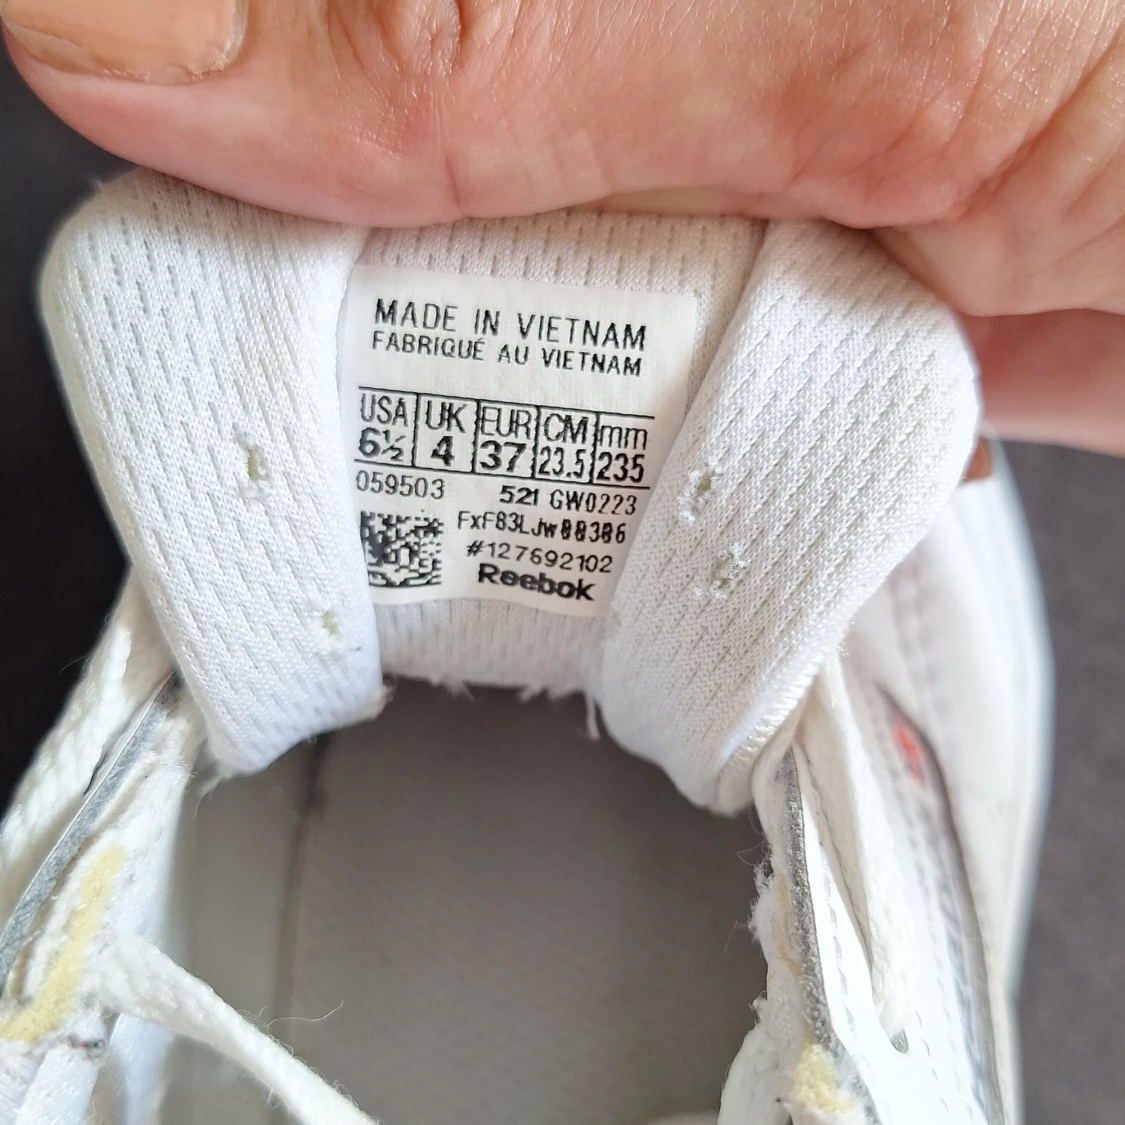 MADE IN VIETNAM
FABRIQUÉ AU VIETNAM
USA UK EUR CM mm
6½ 4 37 23.5 235
059503 521 GW0223
#127692102
Reebok